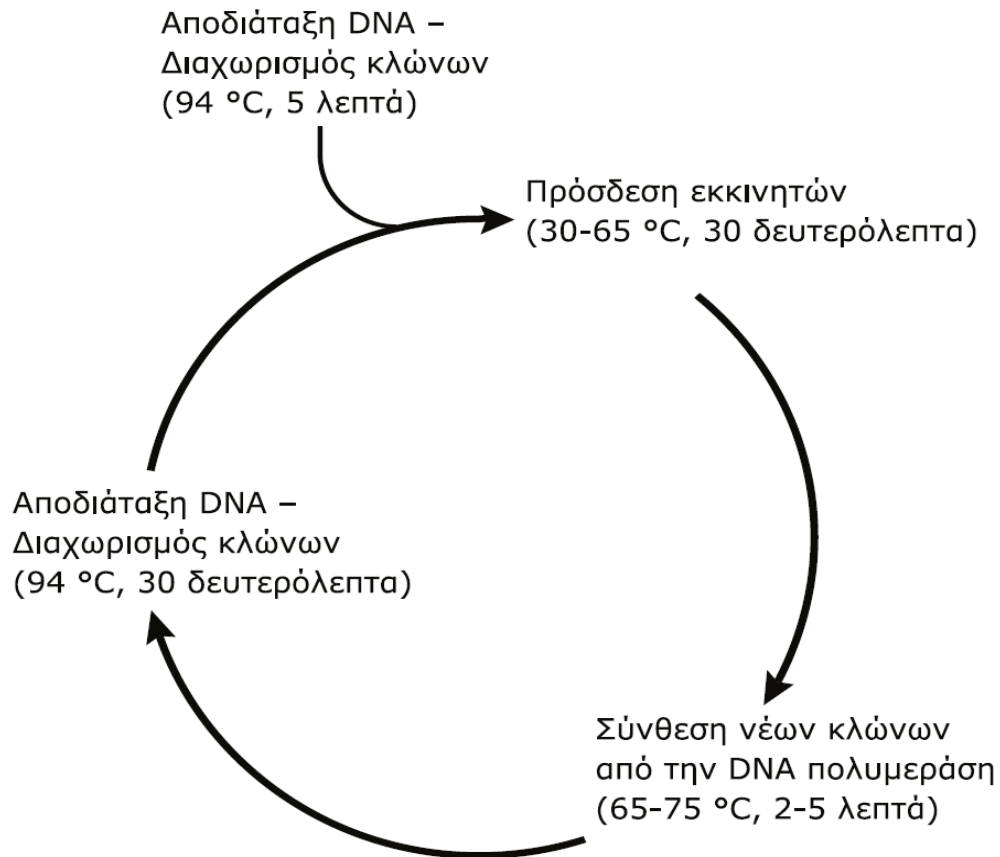 Αποδιάταξη DNA –
Διαχωρισμός κλώνων
(94 °C, 5 λεπτά)
Πρόσδεση εκκινητών
(30-65 °C, 30 δευτερόλεπτα)
Αποδιάταξη DNA –
Διαχωρισμός κλώνων
(94 °C, 30 δευτερόλεπτα)
Σύνθεση νέων κλώνων
από την DNA πολυμεράση
(65-75 °C, 2-5 λεπτά)